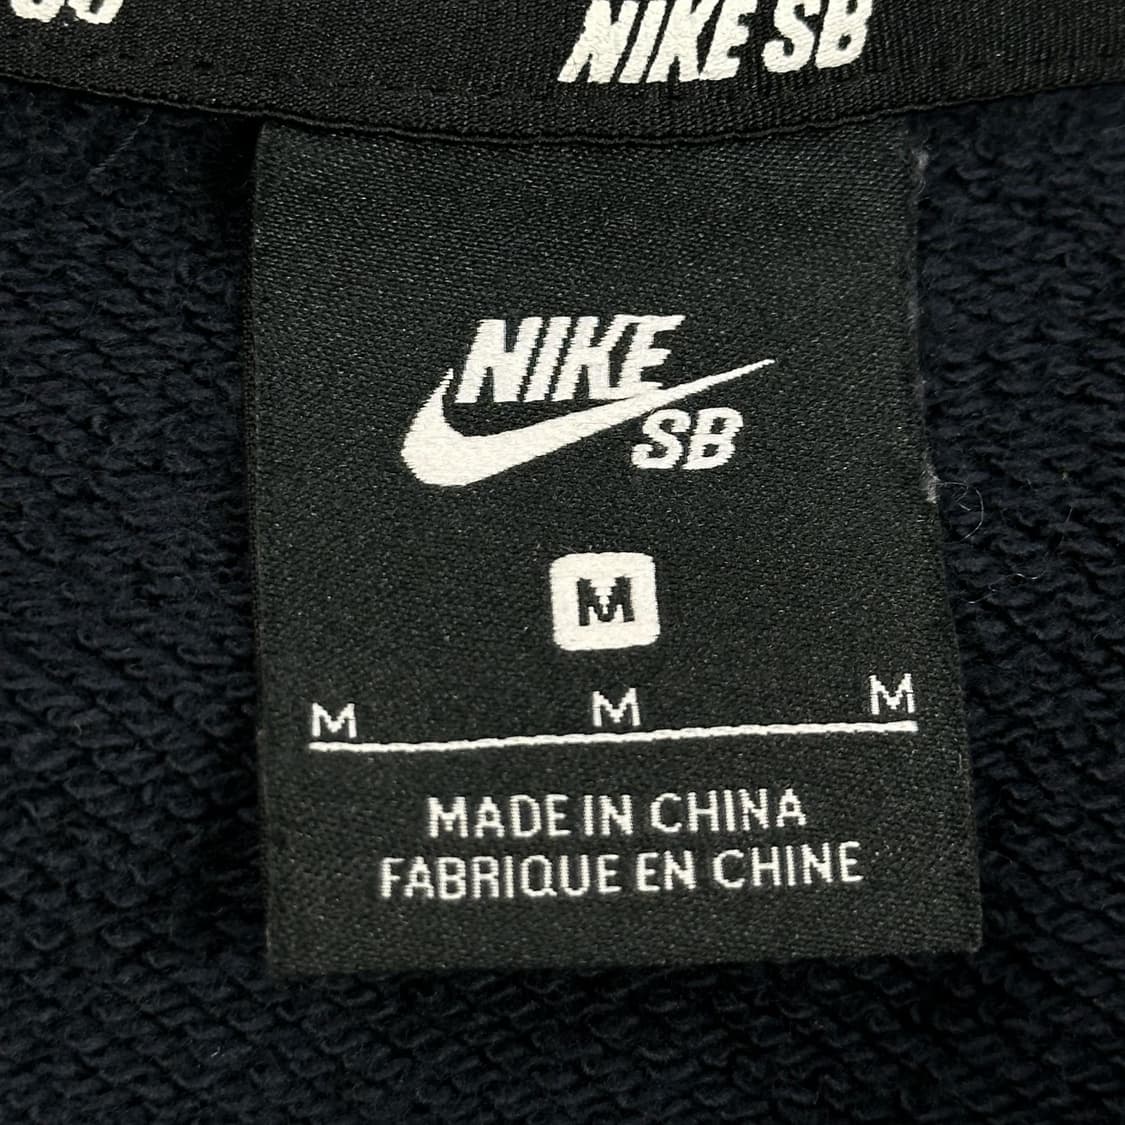 NIKE SB
NIKE
SB
M
M M M
MADE IN CHINA
FABRIQUE EN CHINE